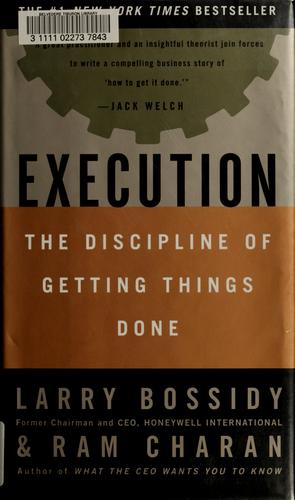 THE #1 NEW YORK TIMES BESTSELLER
3 1111 02273 7843
A great practitioner and an insightful theorist join forces
to write a compelling business story of
'how to get it done.'"
—JACK WELCH
EXECUTION
THE DISCIPLINE OF
GETTING THINGS
DONE
LARRY BOSSIDY
Former Chairman and CEO, HONEYWELL INTERNATIONAL
& RAM CHARAN
Author of WHAT THE CEO WANTS YOU TO KNOW